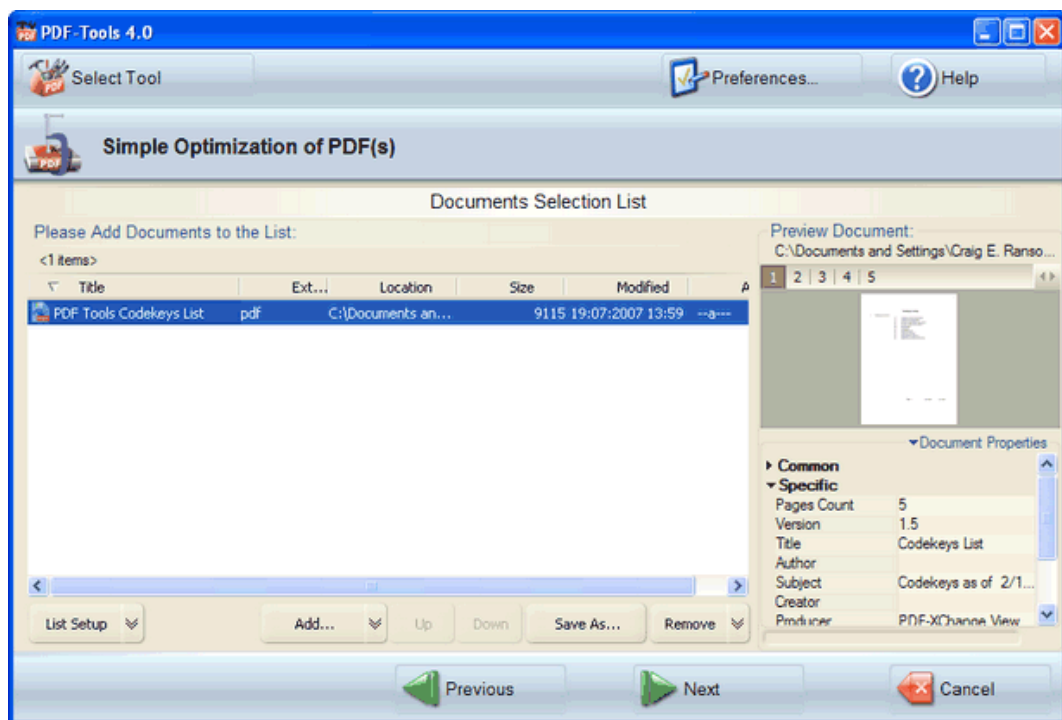 PDF-Tools 4.0
Select Tool Preferences... Help
Simple Optimization of PDF(s)
Documents Selection List
Please Add Documents to the List:
<1 items>
Title Ext... Location Size Modified A
PDF Tools Codekeys List pdf C:\Documents an... 9115 19:07:2007 13:59 --a---
List Setup Add... Up Down Save As... Remove
Preview Document:
C:\Documents and Settings\Craig E. Ranso...
1 2 3 4 5
Document Properties
Common
Specific
Pages Count 5
Version 1.5
Title Codekeys List
Author
Subject Codekeys as of 2/1...
Creator
Producer PDF-XChange View
Previous Next Cancel